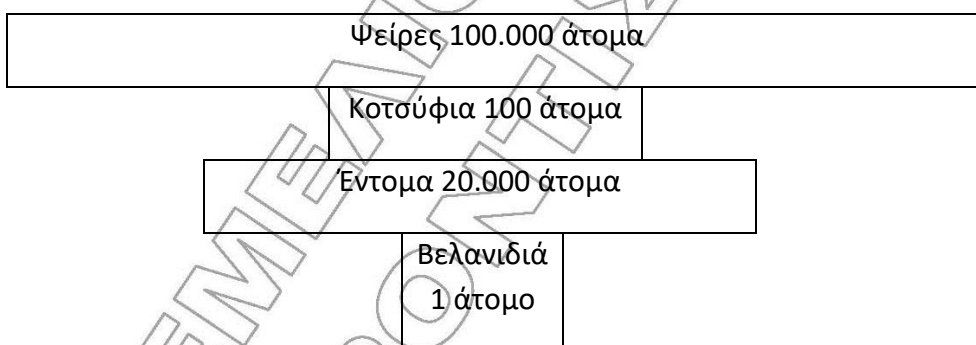 Ψείρες 100.000 άτομα
Κοτσύφια 100 άτομα
Έντομα 20.000 άτομα
Βελανιδιά
1 άτομο